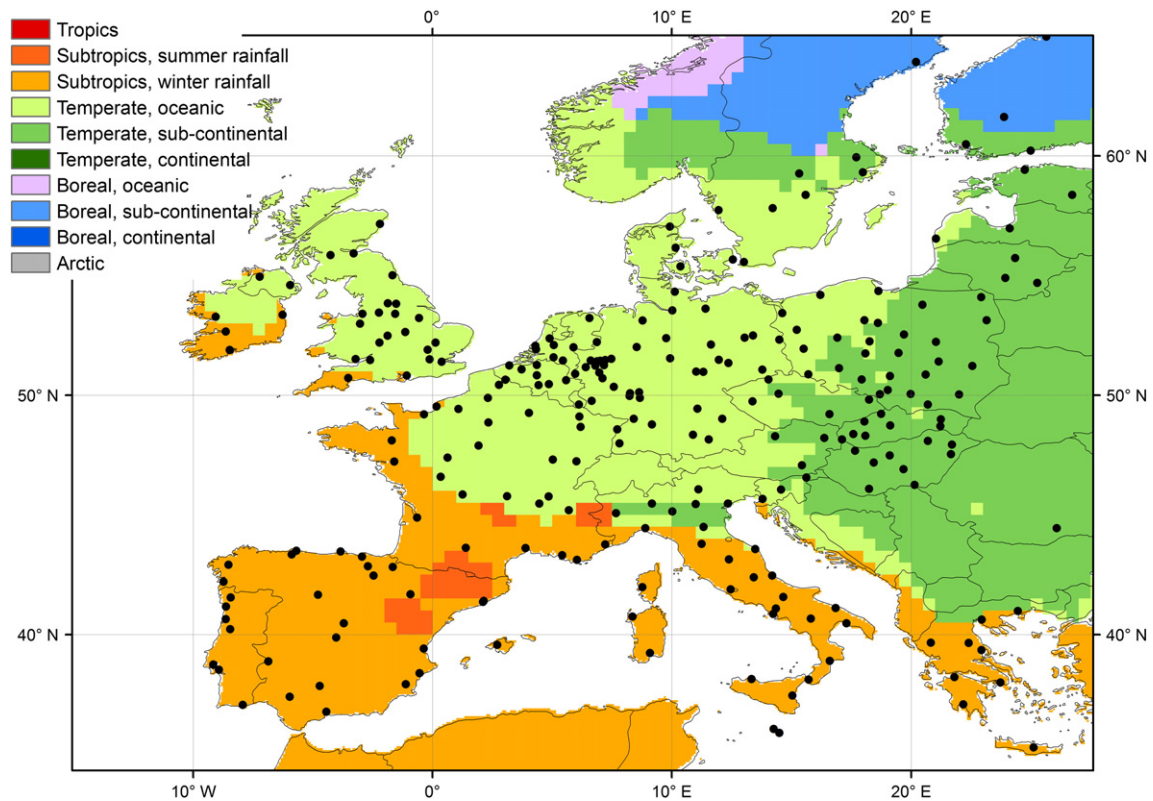 0°
10° E
20° E
Tropics
Subtropics, summer rainfall
Subtropics, winter rainfall
Temperate, oceanic
Temperate, sub-continental
Temperate, continental
Boreal, oceanic
Boreal, sub-continental
Boreal, continental
Arctic
60° N
50° N
50° N
40° N
40° N
10° W
0°
10° E
20° E